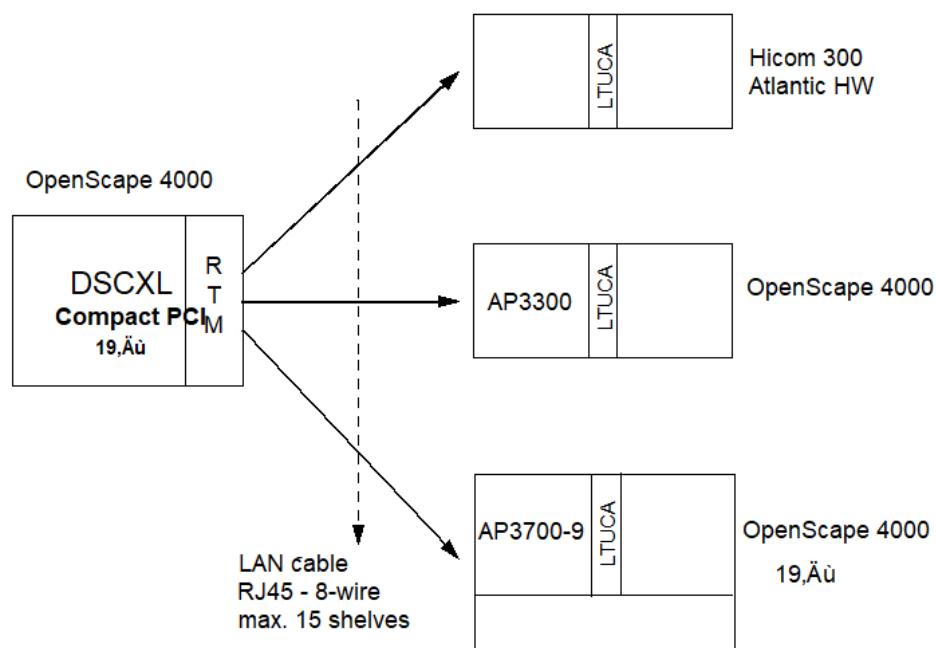 Hicom 300
Atlantic HW
LTUCA
OpenScape 4000
DSCXL
Compact PCI
19‚Äù
RTM
AP3300
LTUCA
OpenScape 4000
AP3700-9
LTUCA
OpenScape 4000
19‚Äù
LAN cable
RJ45 - 8-wire
max. 15 shelves